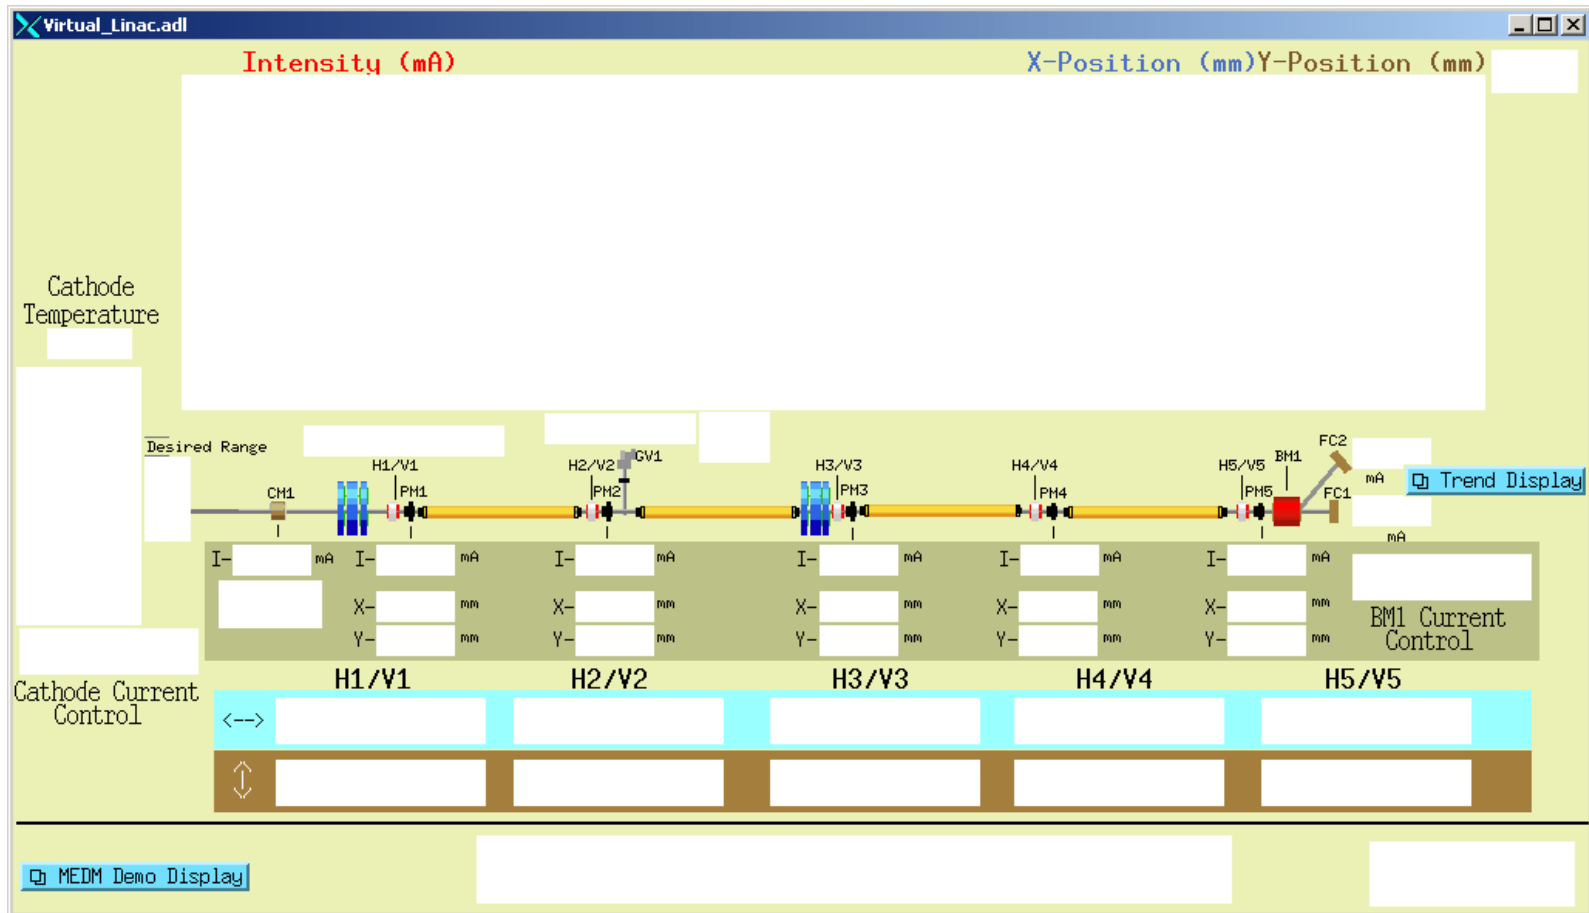 Virtual_Linac.adl
Intensity (mA)
X-Position (mm)
Y-Position (mm)
Cathode
Temperature
Desired Range
CM1
H1/V1
PM1
H2/V2
PM2
GV1
H3/V3
PM3
H4/V4
PM4
H5/V5
PM5
BM1
FC2
FC1
mA
mA
Trend Display
I- mA
I- mA
I- mA
I- mA
I- mA
I- mA
X- mm
X- mm
X- mm
X- mm
X- mm
Y- mm
Y- mm
Y- mm
Y- mm
Y- mm
BM1 Current
Control
Cathode Current
Control
H1/V1
H2/V2
H3/V3
H4/V4
H5/V5
<-->
MEDM Demo Display